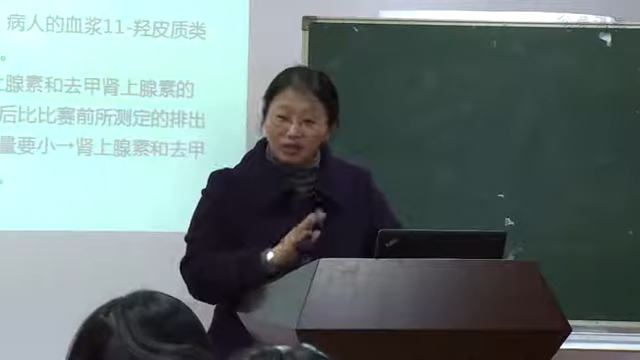 病人的血浆11-羟皮质类
。
上腺素和去甲肾上腺素的
后比比赛前所测定的排出
量要小→肾上腺素和去甲
。